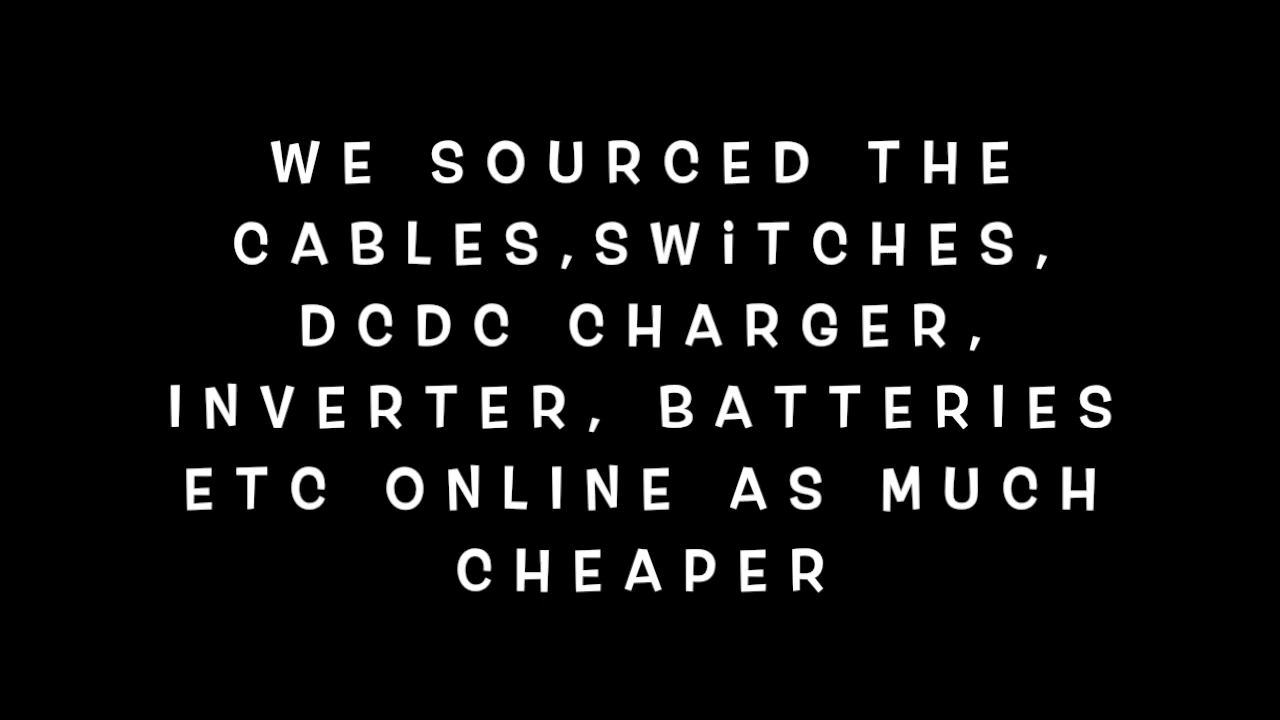 WE SOURCED THE
CABLES,SWiTCHES,
DCDC CHARGER,
INVERTER, BATTERIES
ETC ONLINE AS MUCH
CHEAPER